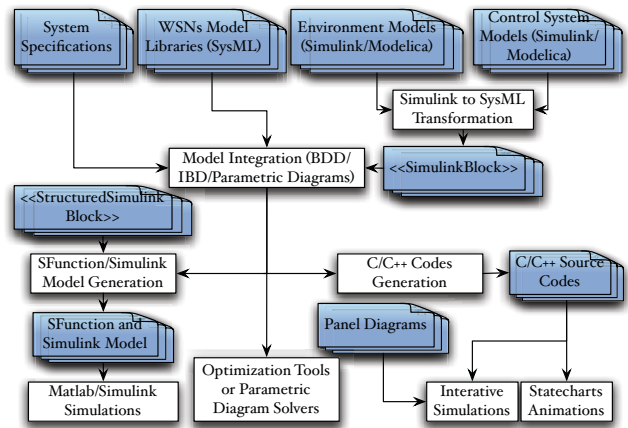 System
Specifications
WSNs Model
Libraries (SysML)
Environment Models
(Simulink/Modelica)
Control System
Models (Simulink/
Modelica)
Simulink to SysML
Transformation
Model Integration (BDD/
IBD/Parametric Diagrams)
<<SimulinkBlock>>
<<StructuredSimulink
Block>>
SFunction/Simulink
Model Generation
C/C++ Codes
Generation
C/C++ Source
Codes
SFunction and
Simulink Model
Panel Diagrams
Matlab/Simulink
Simulations
Optimization Tools
or Parametric
Diagram Solvers
Interative
Simulations
Statecharts
Animations